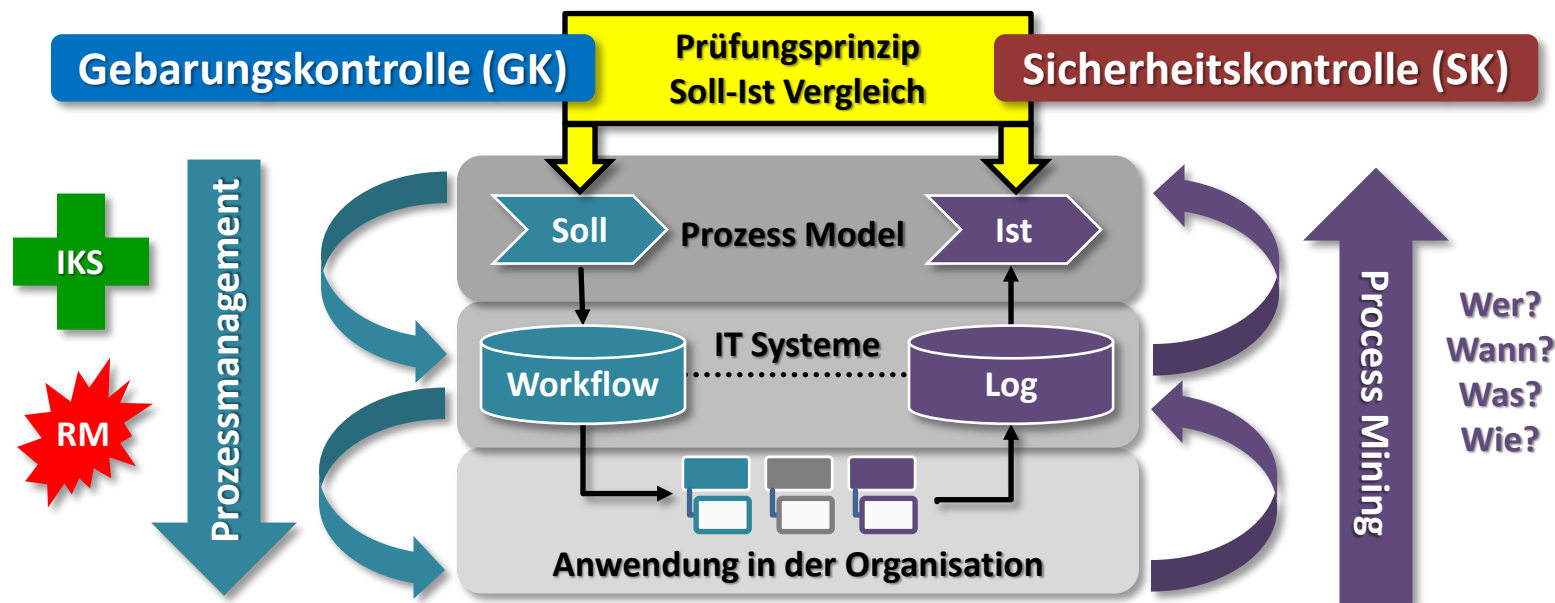 Gebarungskontrolle (GK)
Prüfungsprinzip
Soll-Ist Vergleich
Sicherheitskontrolle (SK)
IKS
RM
Prozessmanagement
Soll
Prozess Model
Ist
IT Systeme
Workflow
Log
Anwendung in der Organisation
Process Mining
Wer?
Wann?
Was?
Wie?